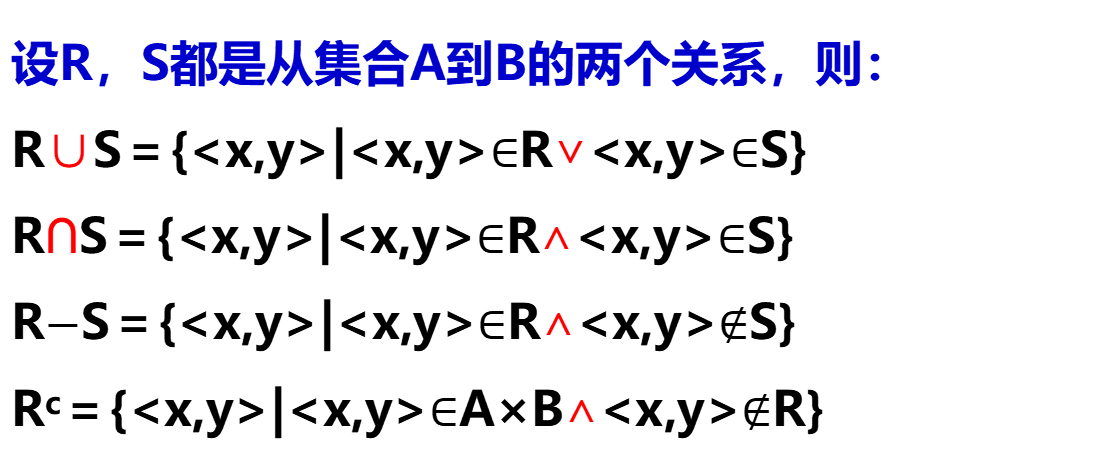 设R，S都是从集合A到B的两个关系，则：
R∪S = {<x,y>|<x,y>∈R∨<x,y>∈S}
R∩S = {<x,y>|<x,y>∈R∧<x,y>∈S}
R－S = {<x,y>|<x,y>∈R∧<x,y>∉S}
Rᶜ = {<x,y>|<x,y>∈A×B∧<x,y>∉R}